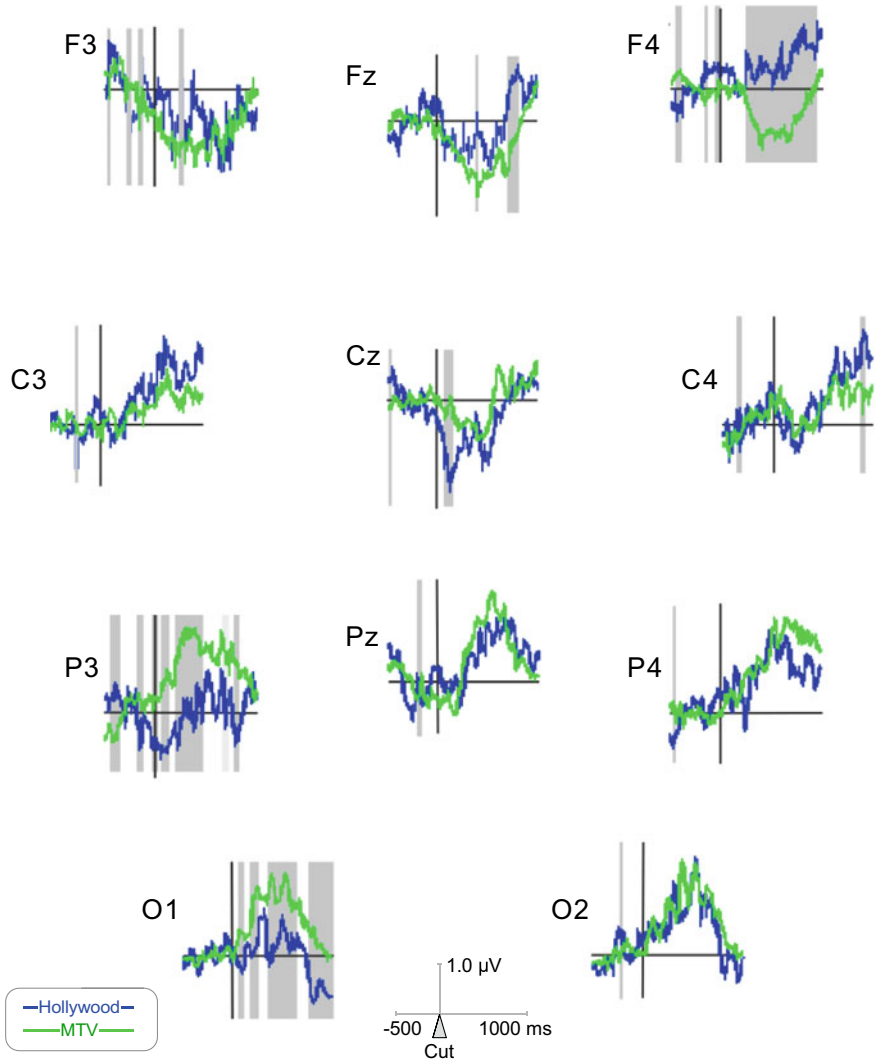 F3
Fz
F4
C3
Cz
C4
P3
Pz
P4
O1
O2
1.0 µV
-500 1000 ms
Cut
Hollywood
MTV